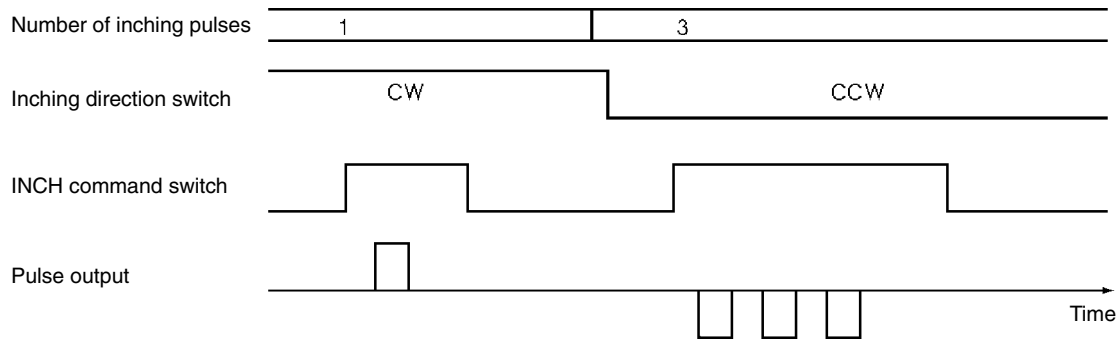 Number of inching pulses 1 3
Inching direction switch CW CCW
INCH command switch
Pulse output
Time